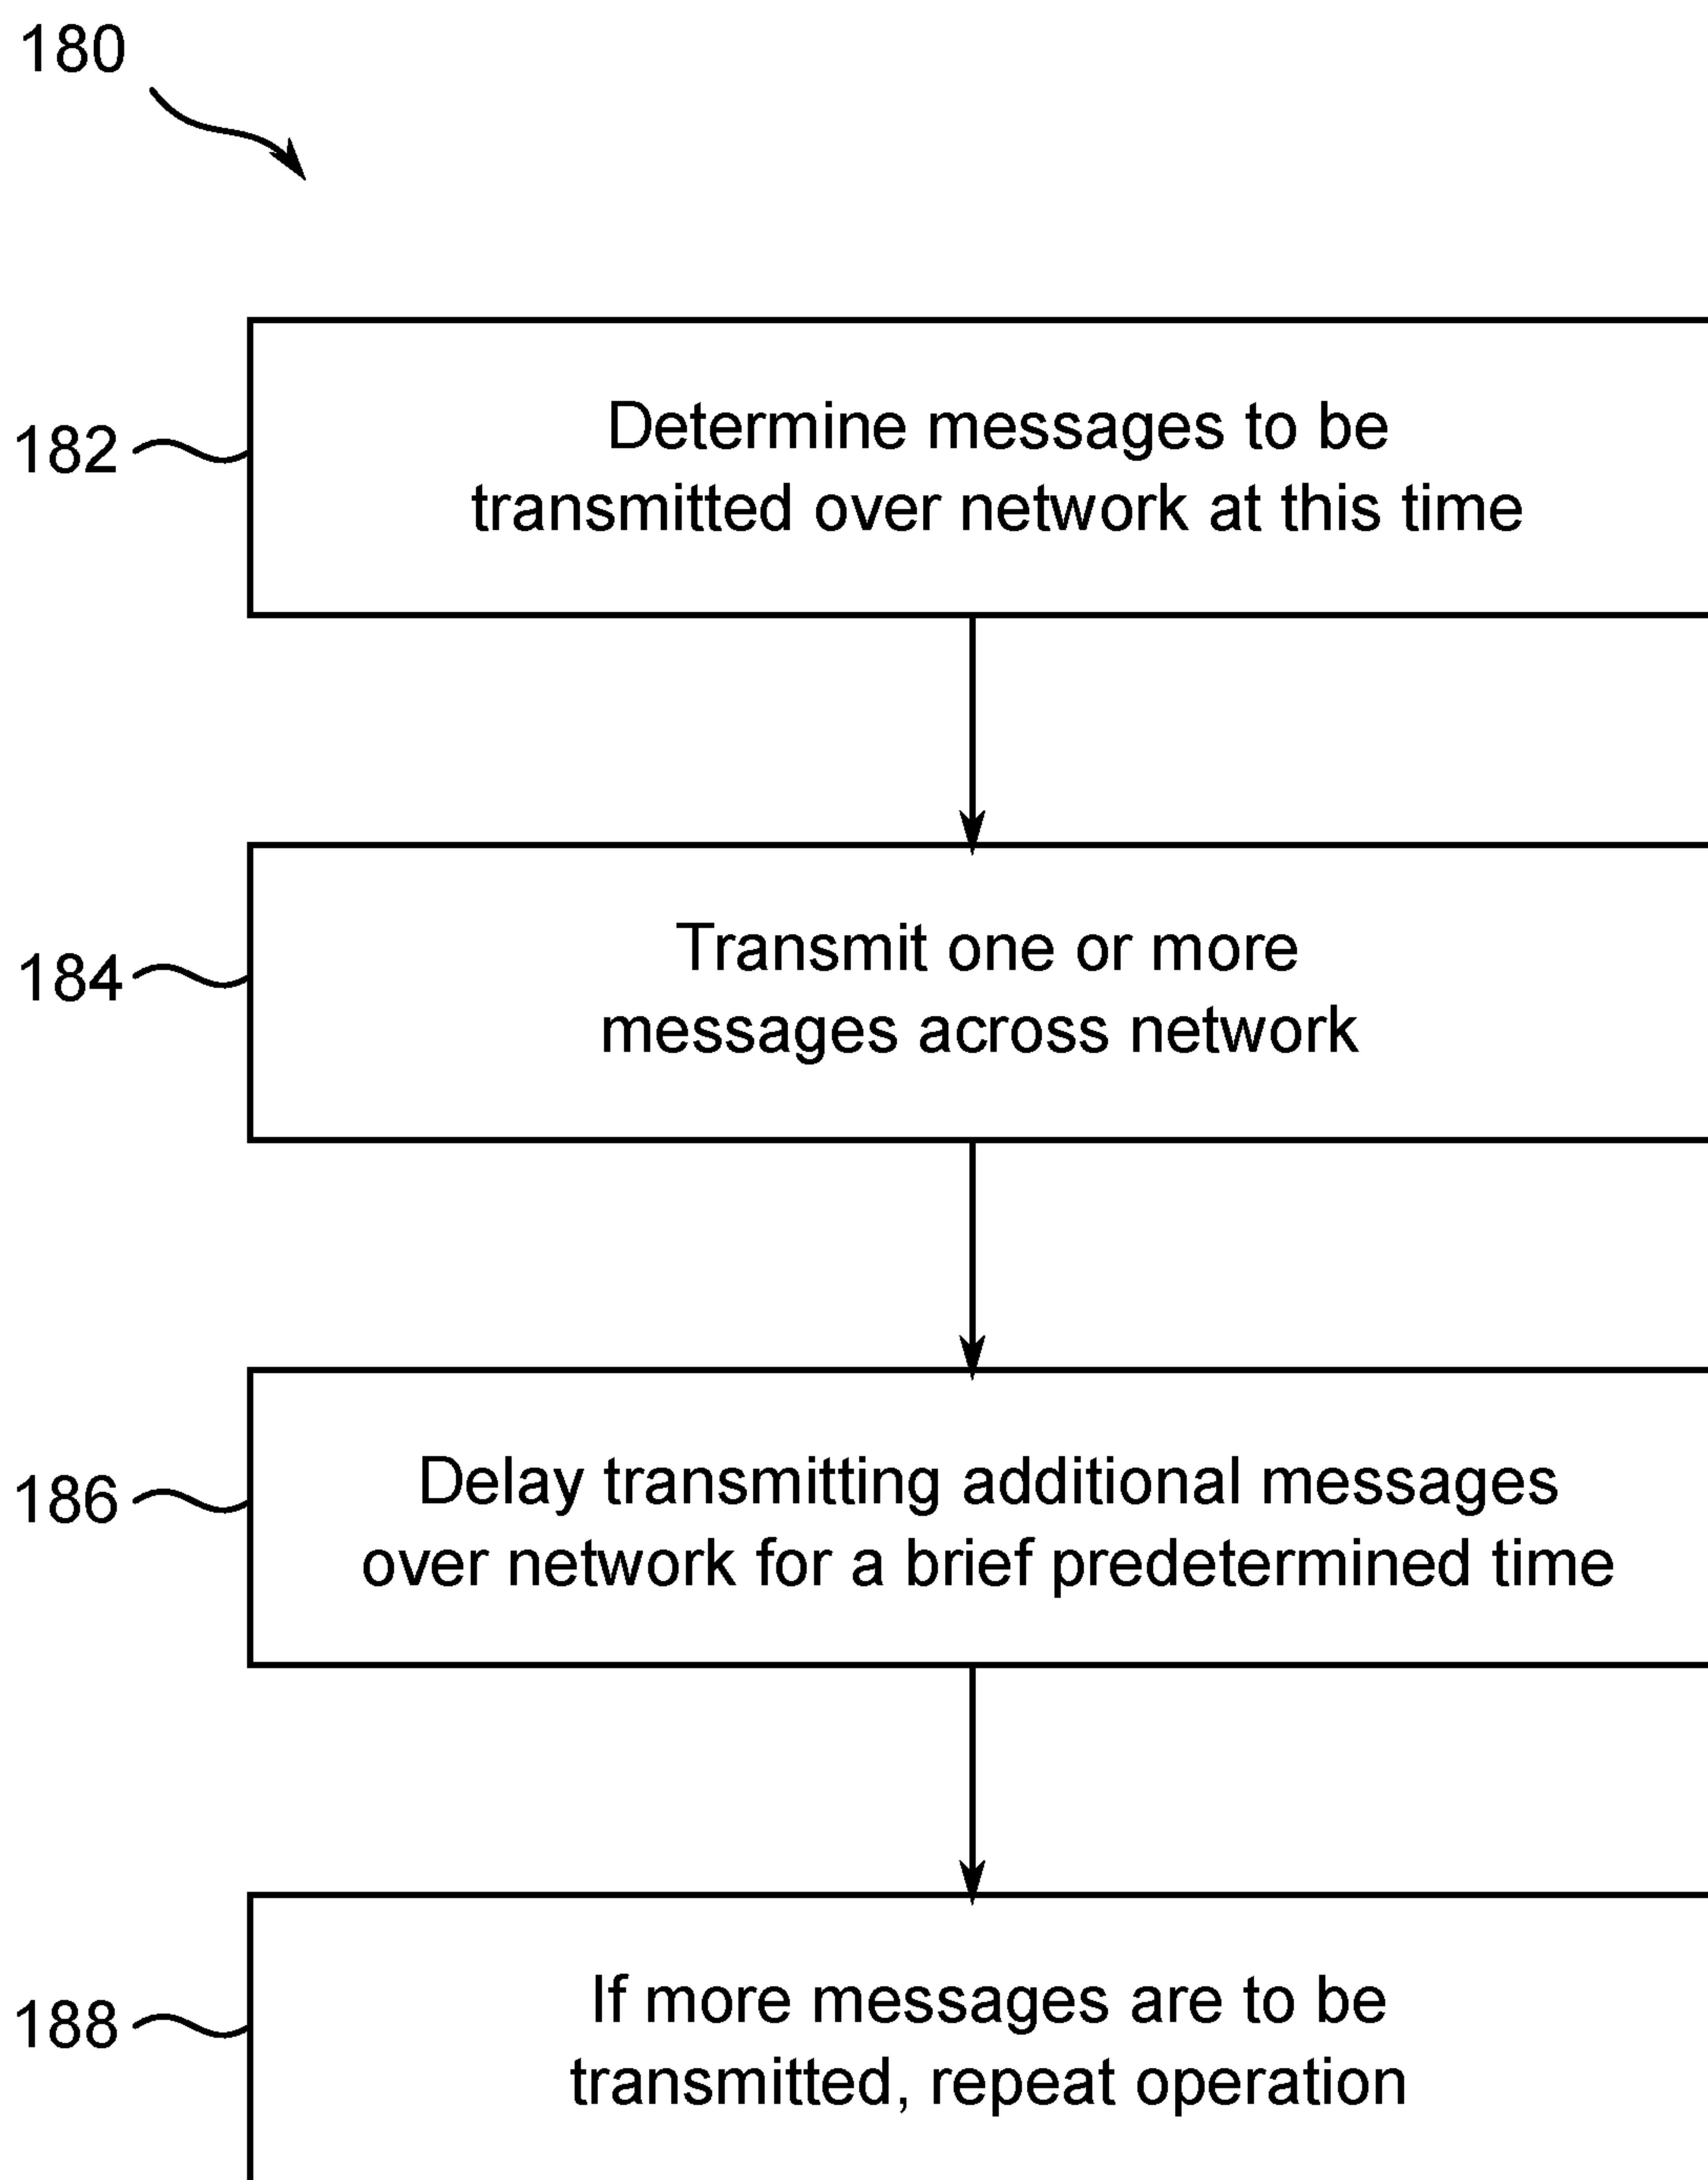 180
182
Determine messages to be
transmitted over network at this time
184
Transmit one or more
messages across network
186
Delay transmitting additional messages
over network for a brief predetermined time
188
If more messages are to be
transmitted, repeat operation